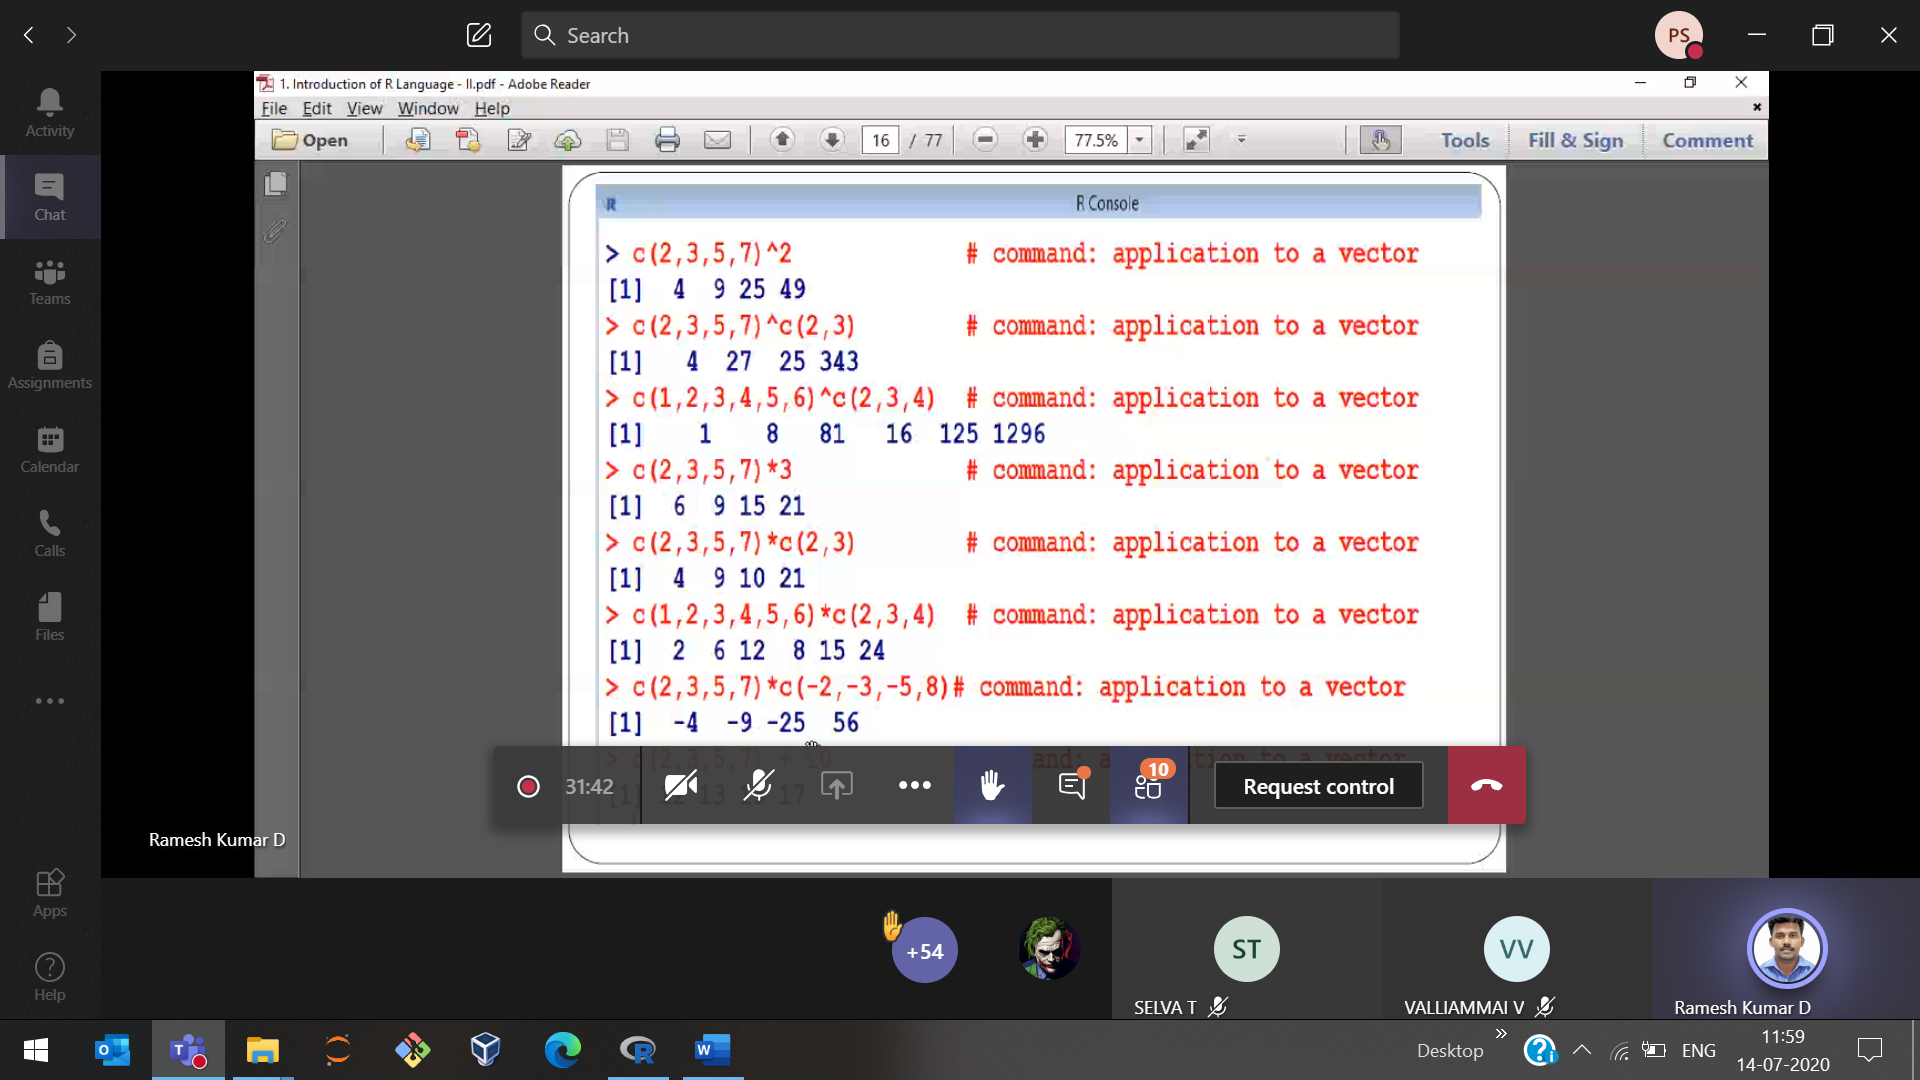 Search
PS
Activity
Chat
Teams
Assignments
Calendar
Calls
Files
Apps
Help
1. Introduction of R Language - II.pdf - Adobe Reader
File Edit View Window Help
Open 16 / 77 77.5% Tools Fill & Sign Comment
R R Console
> c(2,3,5,7)^2 # command: application to a vector
[1] 4 9 25 49
> c(2,3,5,7)^c(2,3) # command: application to a vector
[1] 4 27 25 343
> c(1,2,3,4,5,6)^c(2,3,4) # command: application to a vector
[1] 1 8 81 16 125 1296
> c(2,3,5,7)*3 # command: application to a vector
[1] 6 9 15 21
> c(2,3,5,7)*c(2,3) # command: application to a vector
[1] 4 9 10 21
> c(1,2,3,4,5,6)*c(2,3,4) # command: application to a vector
[1] 2 6 12 8 15 24
> c(2,3,5,7)*c(-2,-3,-5,8)# command: application to a vector
[1] -4 -9 -25 56
31:42 10 Request control
Ramesh Kumar D
+54 ST VV
SELVA T VALLIAMMAI V Ramesh Kumar D
Desktop ENG 11:59
14-07-2020